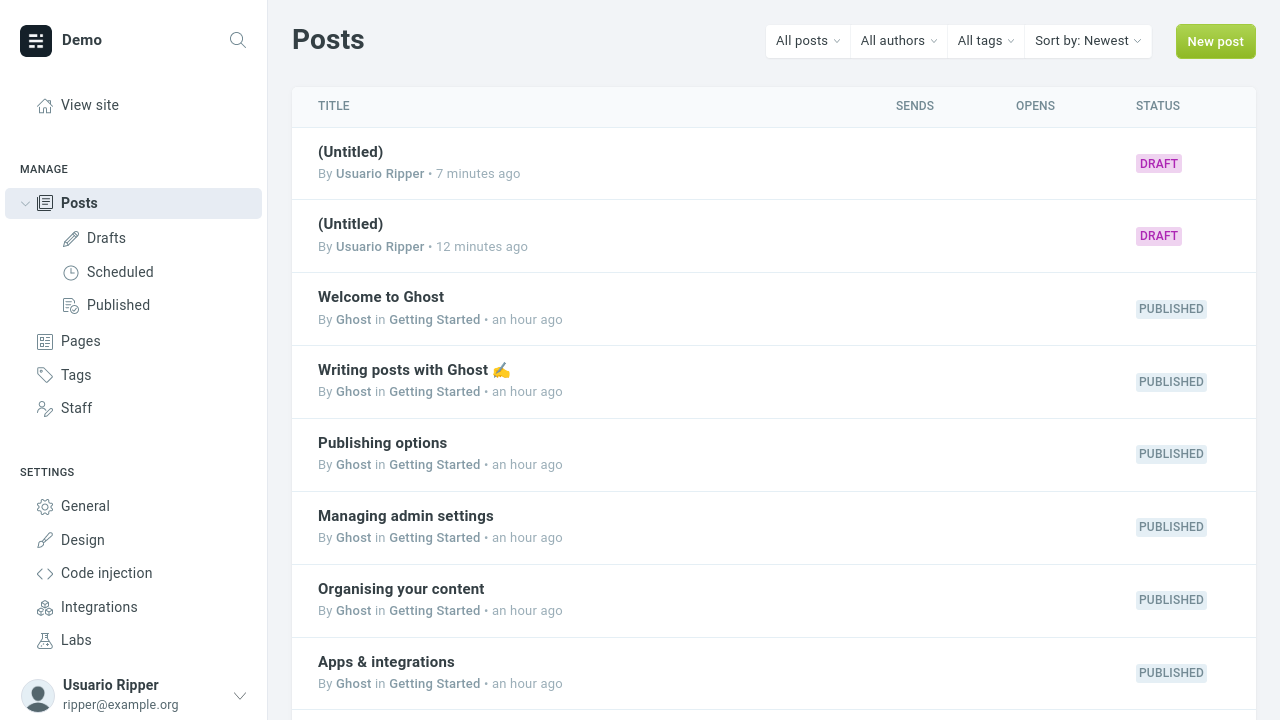 Demo
View site
MANAGE
Posts
Drafts
Scheduled
Published
Pages
Tags
Staff
SETTINGS
General
Design
Code injection
Integrations
Labs
Usuario Ripper
ripper@example.org
Posts
All posts
All authors
All tags
Sort by: Newest
New post
TITLE SENDS OPENS STATUS
(Untitled)
By Usuario Ripper • 7 minutes ago
DRAFT
(Untitled)
By Usuario Ripper • 12 minutes ago
DRAFT
Welcome to Ghost
By Ghost in Getting Started • an hour ago
PUBLISHED
Writing posts with Ghost ✍️
By Ghost in Getting Started • an hour ago
PUBLISHED
Publishing options
By Ghost in Getting Started • an hour ago
PUBLISHED
Managing admin settings
By Ghost in Getting Started • an hour ago
PUBLISHED
Organising your content
By Ghost in Getting Started • an hour ago
PUBLISHED
Apps & integrations
By Ghost in Getting Started • an hour ago
PUBLISHED